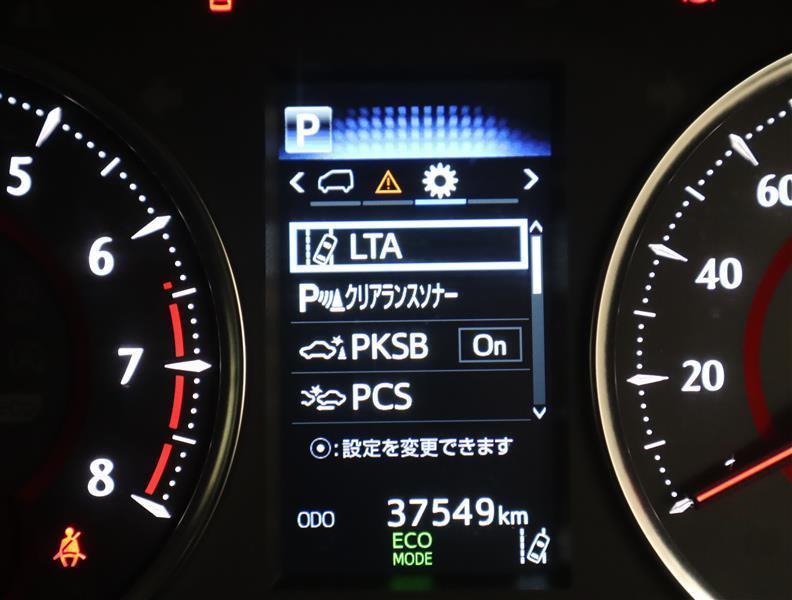 P
LTA
Pクリアランスソナー
PKSB On
PCS
:設定を変更できます
ODO 37549km
ECO
MODE
5
6
7
8
60
40
20